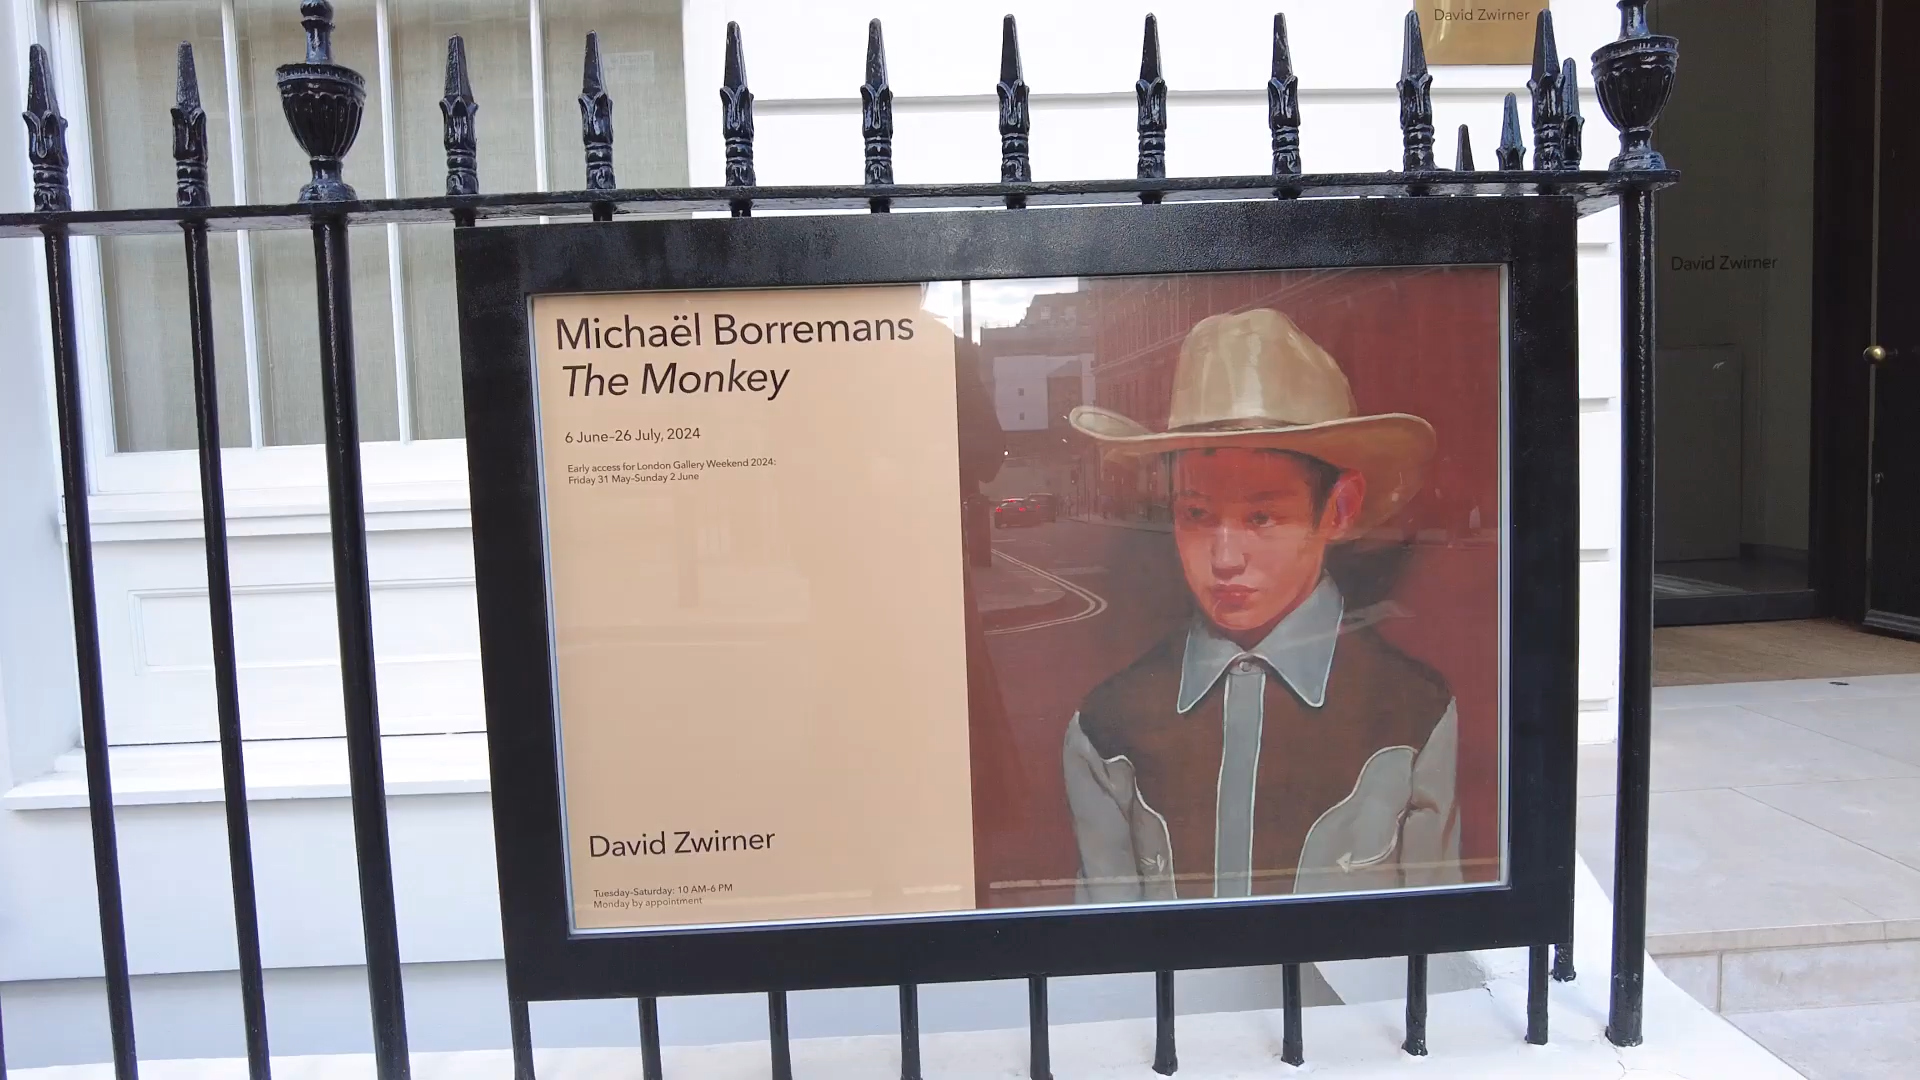 David Zwirner
David Zwirner
Michaël Borremans
The Monkey
6 June–26 July, 2024
Early access for London Gallery Weekend 2024:
Friday 31 May–Sunday 2 June
David Zwirner
Tuesday–Saturday: 10 AM–6 PM
Monday by appointment